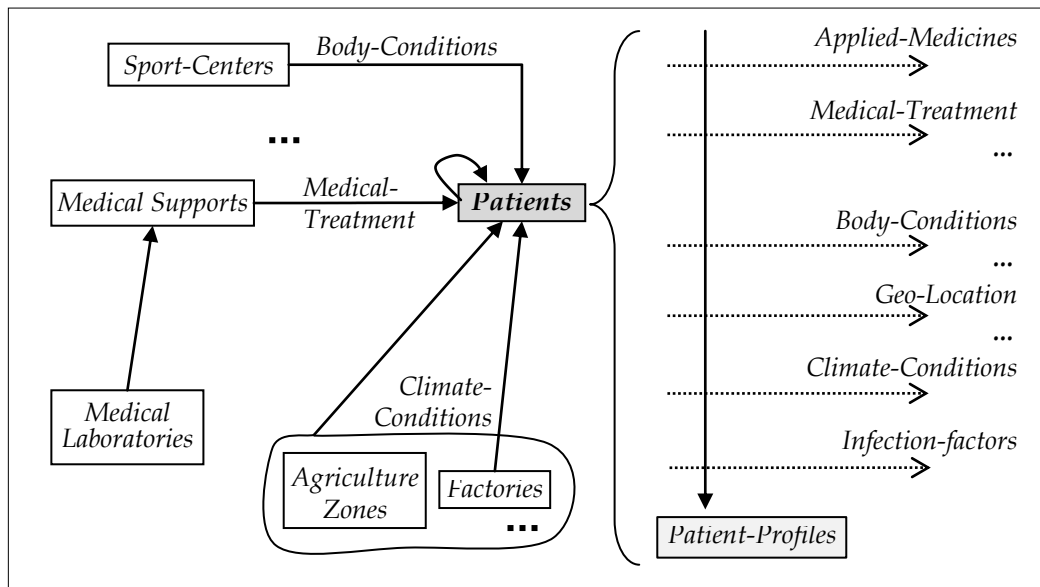 Body-Conditions
Sport-Centers
...
Medical Supports
Medical-
Treatment
Patients
Medical
Laboratories
Climate-
Conditions
Agriculture
Zones
Factories
...
Applied-Medicines
Medical-Treatment
...
Body-Conditions
...
Geo-Location
...
Climate-Conditions
Infection-factors
Patient-Profiles